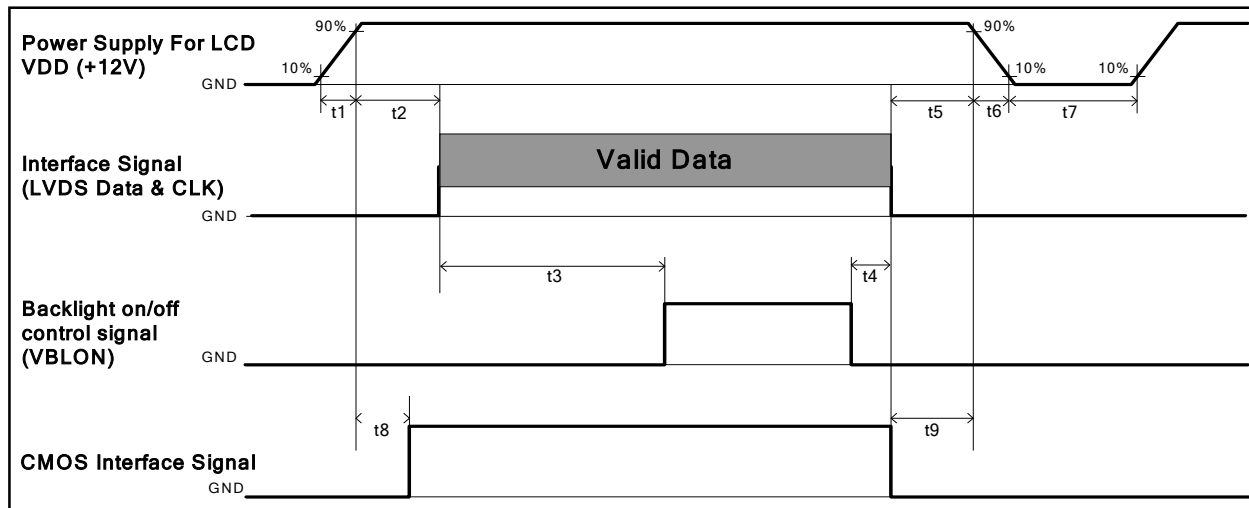 90%
90%
Power Supply For LCD
VDD (+12V)
10%
10%
10%
GND
t1
t2
t5
t6
t7
Valid Data
Interface Signal
(LVDS Data & CLK)
GND
t3
t4
Backlight on/off
control signal
(VBLON)
GND
t8
t9
CMOS Interface Signal
GND